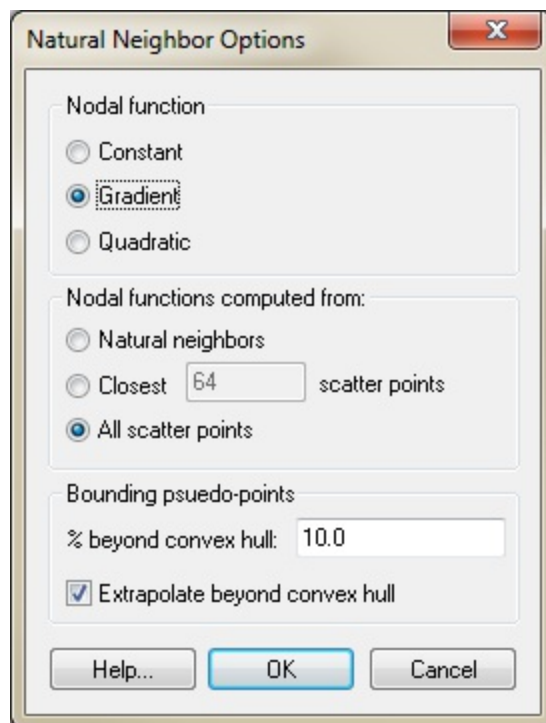 Natural Neighbor Options
Nodal function
Constant
Gradient
Quadratic
Nodal functions computed from:
Natural neighbors
Closest 64 scatter points
All scatter points
Bounding psuedo-points
% beyond convex hull: 10.0
Extrapolate beyond convex hull
Help... OK Cancel